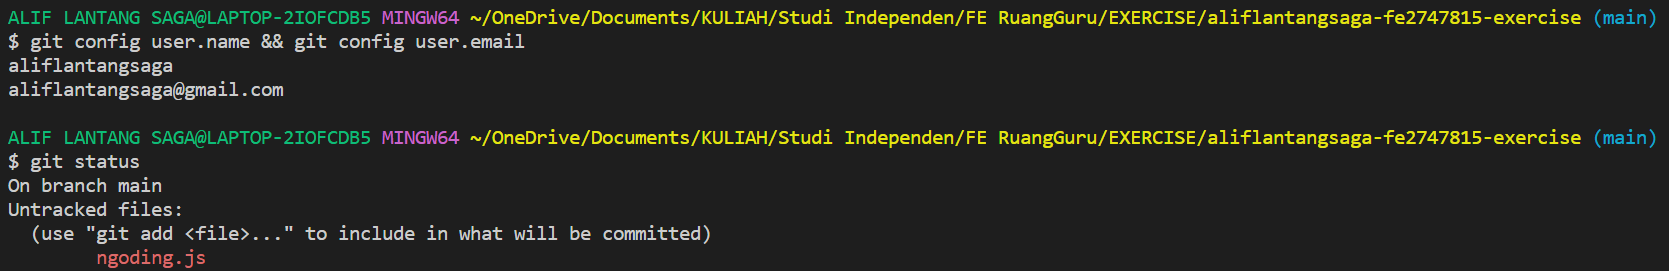 ALIF LANTANG SAGA@LAPTOP-2IOFCDB5 MINGW64 ~/OneDrive/Documents/KULIAH/Studi Independen/FE RuangGuru/EXERCISE/aliflantangsaga-fe2747815-exercise (main)
$ git config user.name && git config user.email
aliflantangsaga
aliflantangsaga@gmail.com
ALIF LANTANG SAGA@LAPTOP-2IOFCDB5 MINGW64 ~/OneDrive/Documents/KULIAH/Studi Independen/FE RuangGuru/EXERCISE/aliflantangsaga-fe2747815-exercise (main)
$ git status
On branch main
Untracked files:
  (use "git add <file>..." to include in what will be committed)
        ngoding.js